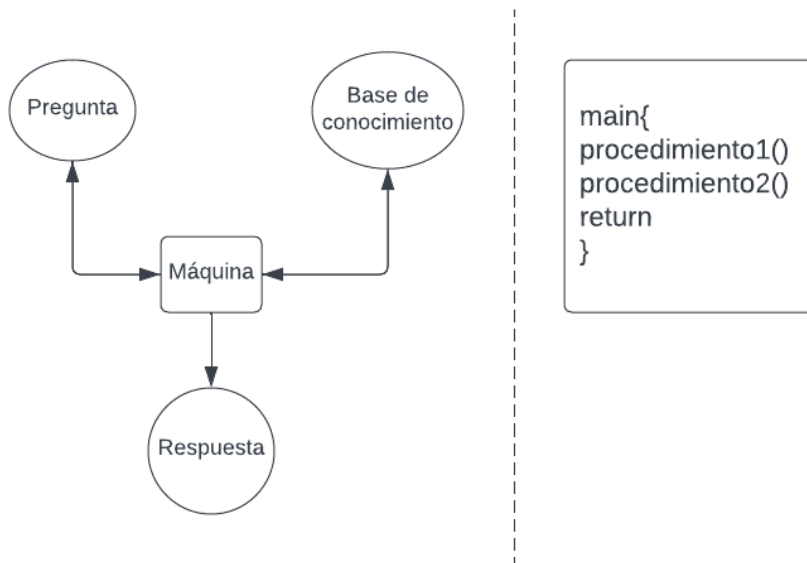 Pregunta
Base de
conocimiento
Máquina
Respuesta
main{
procedimiento1()
procedimiento2()
return
}